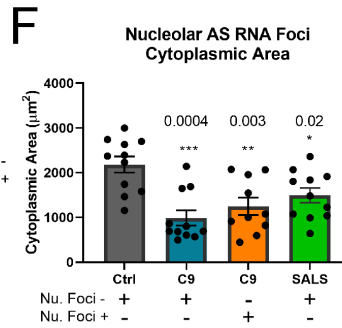 F
Nucleolar AS RNA Foci
Cytoplasmic Area
Cytoplasmic Area (μm²)
4000
3000
2000
1000
0
0.0004 0.003 0.02
*** ** *
Ctrl C9 C9 SALS
Nu. Foci - + + - +
Nu. Foci + - - + -
- +